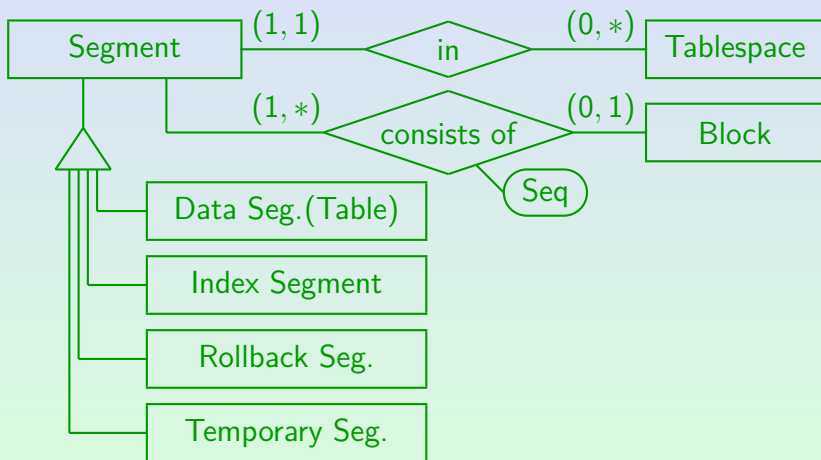 Segment (1, 1) in (0, ∗) Tablespace
(1, ∗) consists of (0, 1) Block
Seq
Data Seg.(Table)
Index Segment
Rollback Seg.
Temporary Seg.